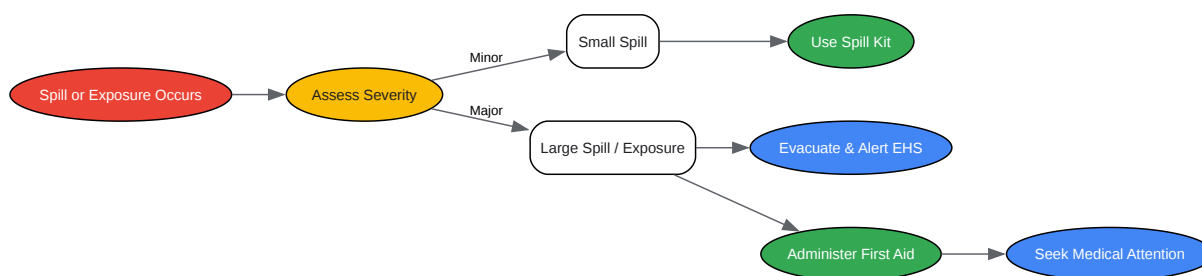 Small Spill
Use Spill Kit
Minor
Spill or Exposure Occurs
Assess Severity
Major
Large Spill / Exposure
Evacuate & Alert EHS
Administer First Aid
Seek Medical Attention